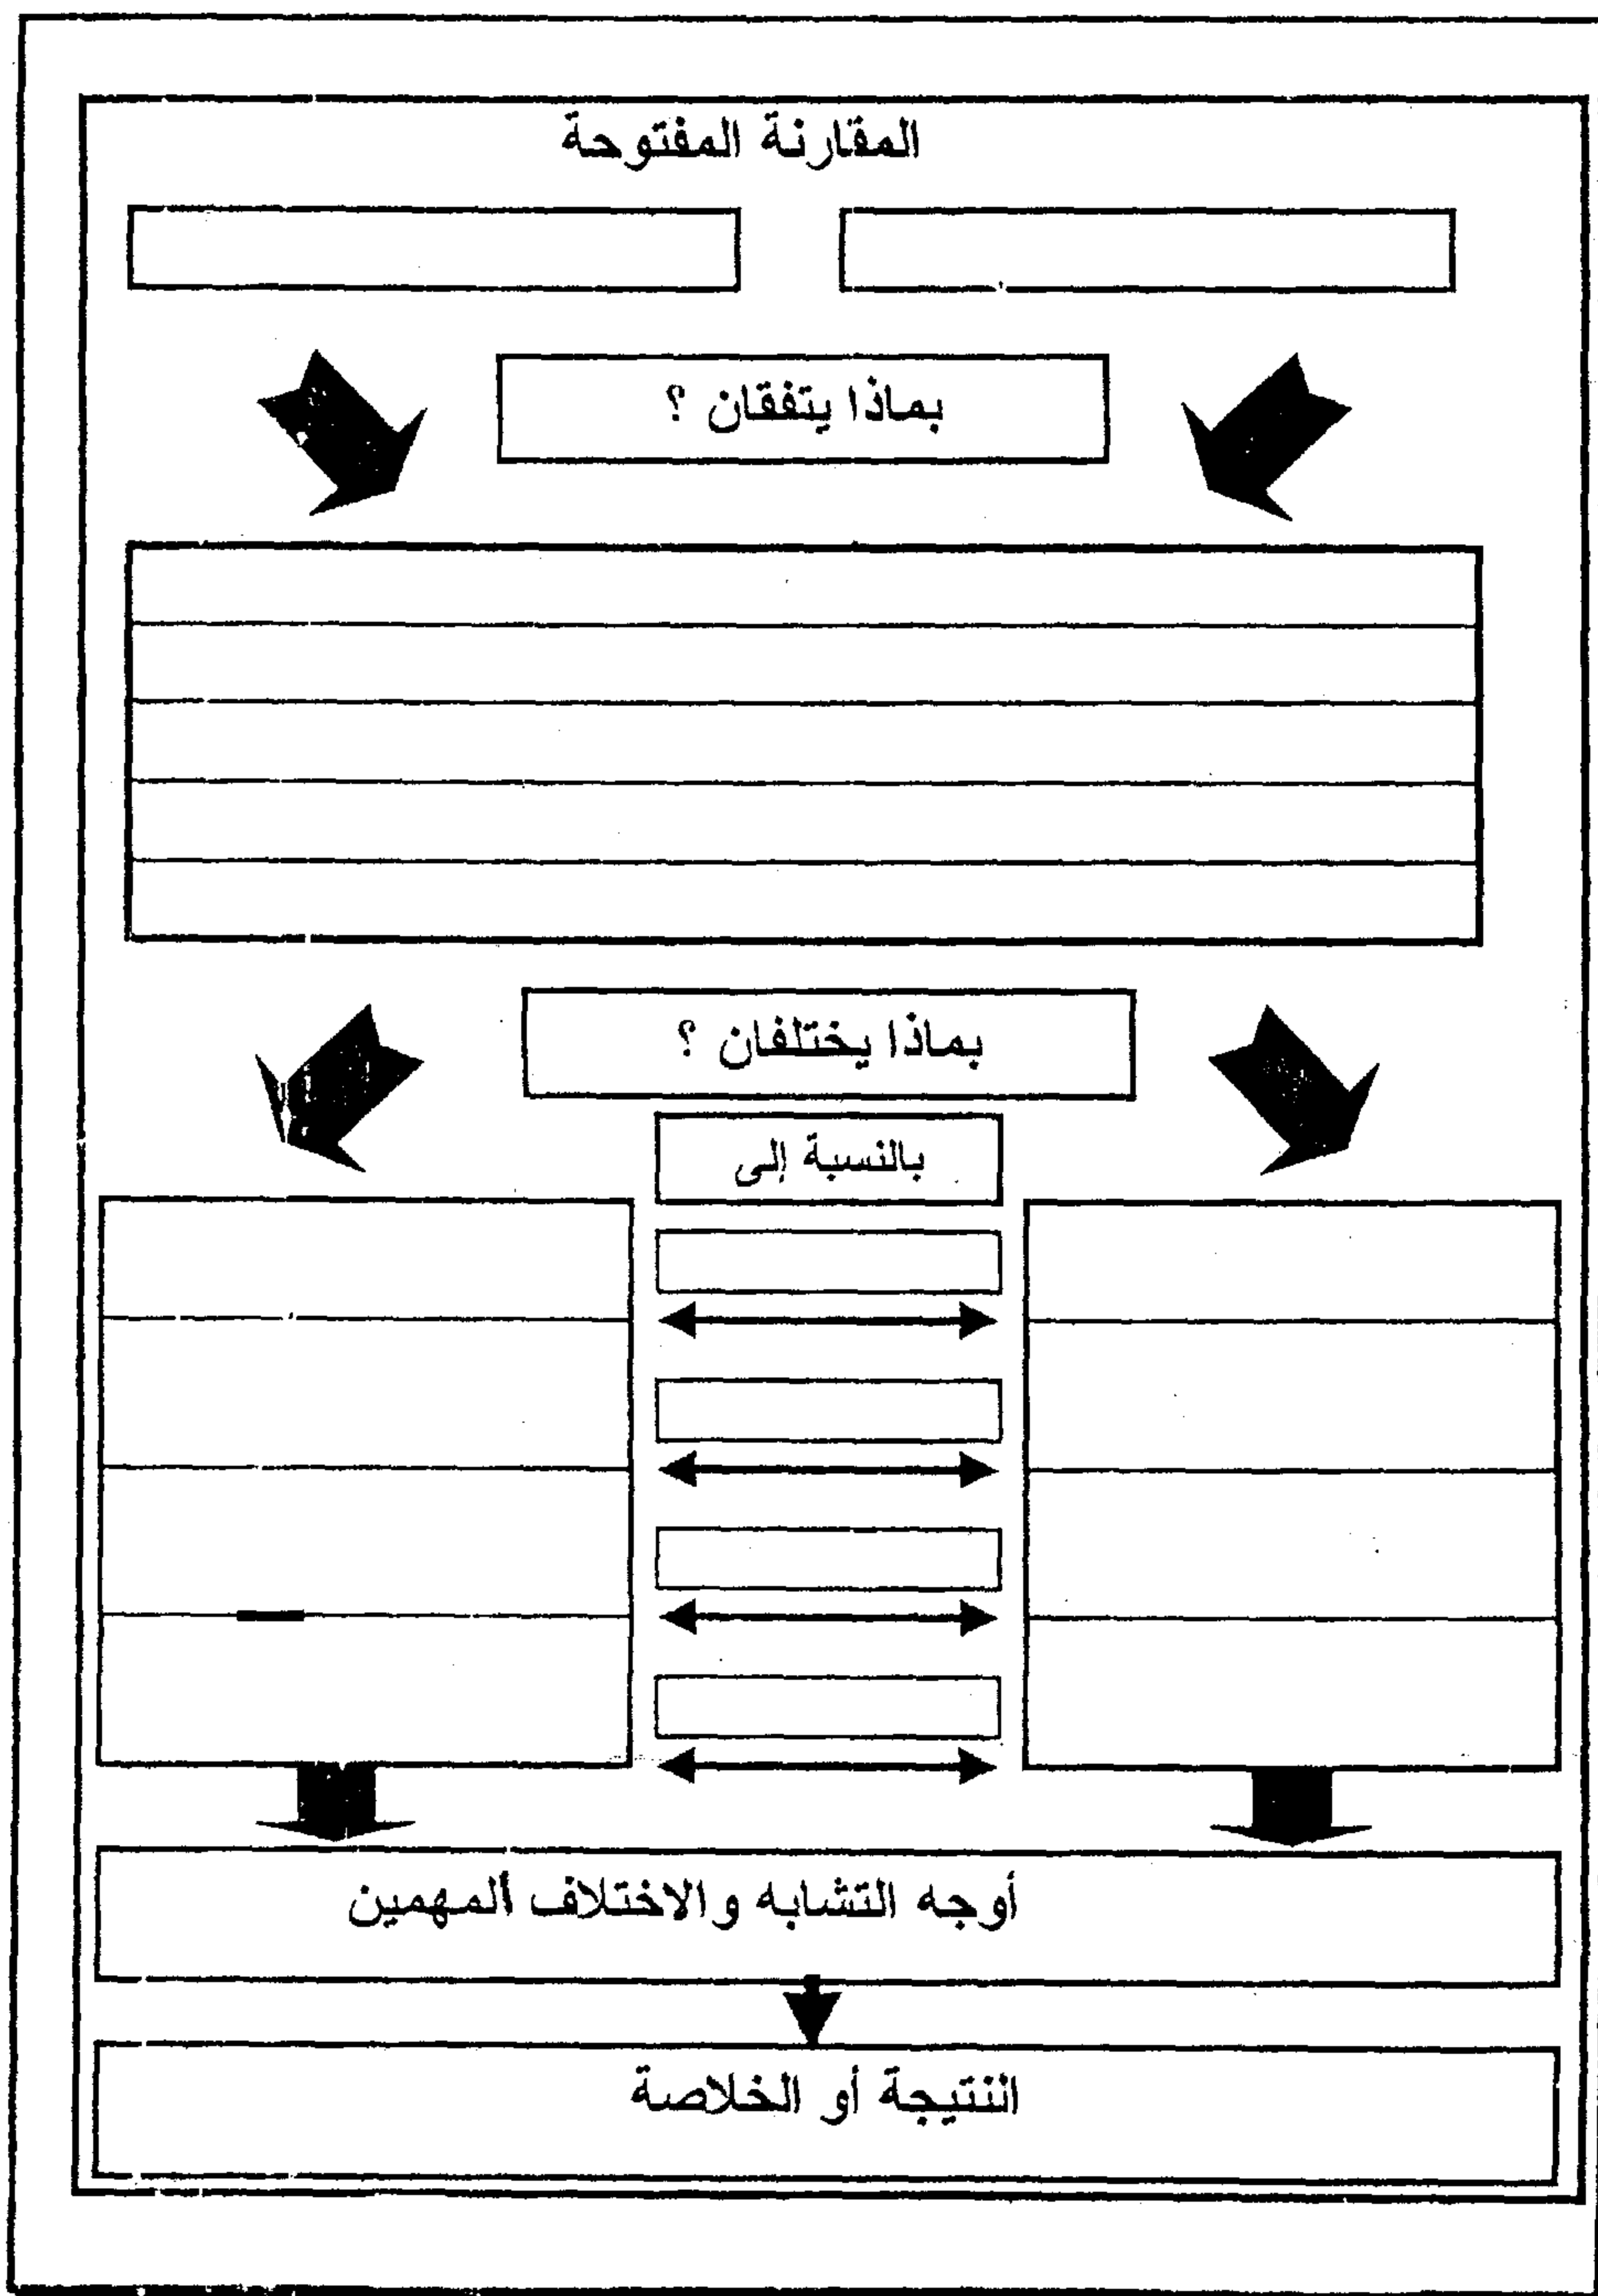 المقارنة المفتوحة
بماذا يتفقان ؟
بماذا يختلفان ؟
بالنسبة إلى
أوجه التشابه والاختلاف المهمين
النتيجة أو الخلاصة